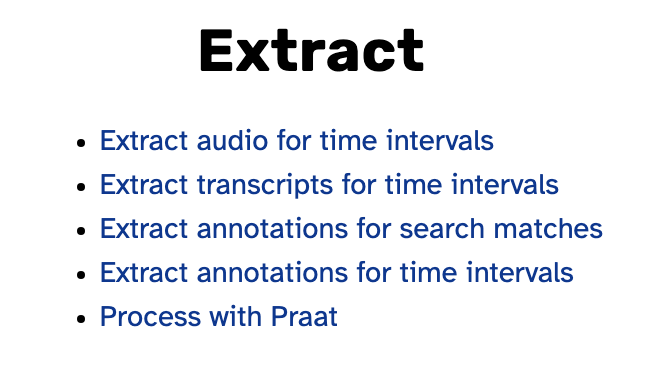 Extract
• Extract audio for time intervals
• Extract transcripts for time intervals
• Extract annotations for search matches
• Extract annotations for time intervals
• Process with Praat